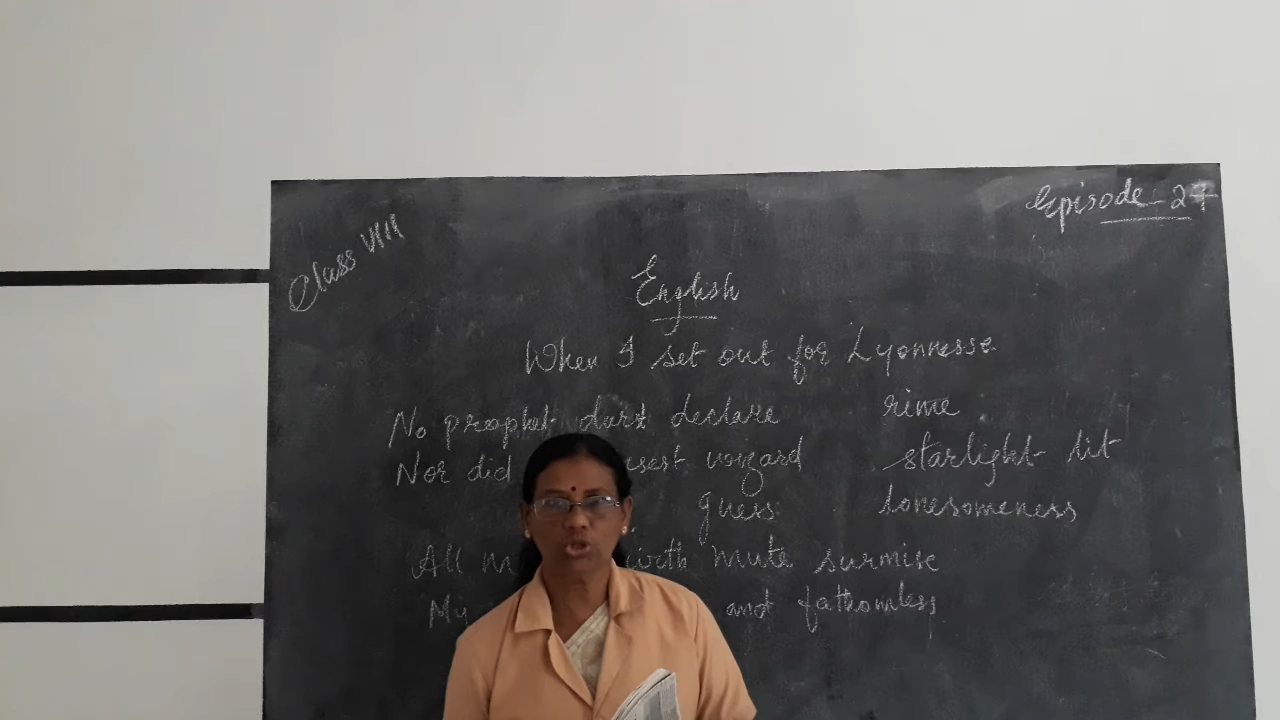 Episode-27
Class VIII
English
When I set out for Lyonnesse
No prophet durst declare rime
Nor did wizard starlight lit
guess lonesomeness
All mute surmise
My and fathomless